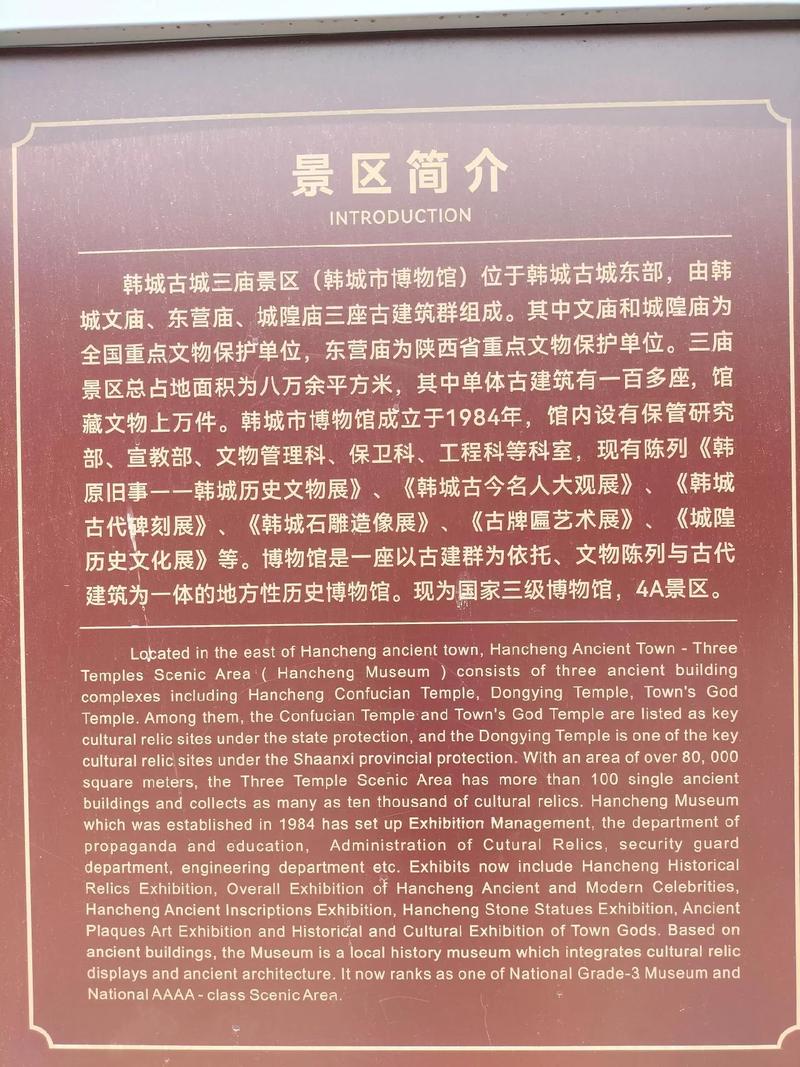 景区简介
INTRODUCTION
韩城古城三庙景区（韩城市博物馆）位于韩城古城东部，由韩
城文庙、东营庙、城隍庙三座古建筑群组成。其中文庙和城隍庙为
全国重点文物保护单位，东营庙为陕西省重点文物保护单位。三庙
景区总占地面积为八万余平方米，其中单体古建筑有一百多座，馆
藏文物上万件。韩城市博物馆成立于1984年，馆内设有保管研究
部、宣教部、文物管理科、保卫科、工程科等科室，现有陈列《韩
原旧事——韩城历史文物展》、《韩城古今名人大观展》、《韩城
古代碑刻展》、《韩城石雕造像展》、《古牌匾艺术展》、《城隍
历史文化展》等。博物馆是一座以古建群为依托、文物陈列与古代
建筑为一体的地方性历史博物馆。现为国家三级博物馆，4A景区。
Located in the east of Hancheng ancient town, Hancheng Ancient Town - Three
Temples Scenic Area ( Hancheng Museum ) consists of three ancient building
complexes including Hancheng Confucian Temple, Dongying Temple, Town's God
Temple. Among them, the Confucian Temple and Town's God Temple are listed as key
cultural relic sites under the state protection, and the Dongying Temple is one of the key
cultural relic sites under the Shaanxi provincial protection. With an area of over 80, 000
square meters, the Three Temple Scenic Area has more than 100 single ancient
buildings and collects as many as ten thousand of cultural relics. Hancheng Museum
which was established in 1984 has set up Exhibition Management, the department of
propaganda and education, Administration of Cutural Relics, security guard
department, engineering department etc. Exhibits now include Hancheng Historical
Relics Exhibition, Overall Exhibition of Hancheng Ancient and Modern Celebrities,
Hancheng Ancient Inscriptions Exhibition, Hancheng Stone Statues Exhibition, Ancient
Plaques Art Exhibition and Historical and Cultural Exhibition of Town Gods. Based on
ancient buildings, the Museum is a local history museum which integrates cultural relic
displays and ancient architecture. It now ranks as one of National Grade-3 Museum and
National AAAA - class Scenic Area.